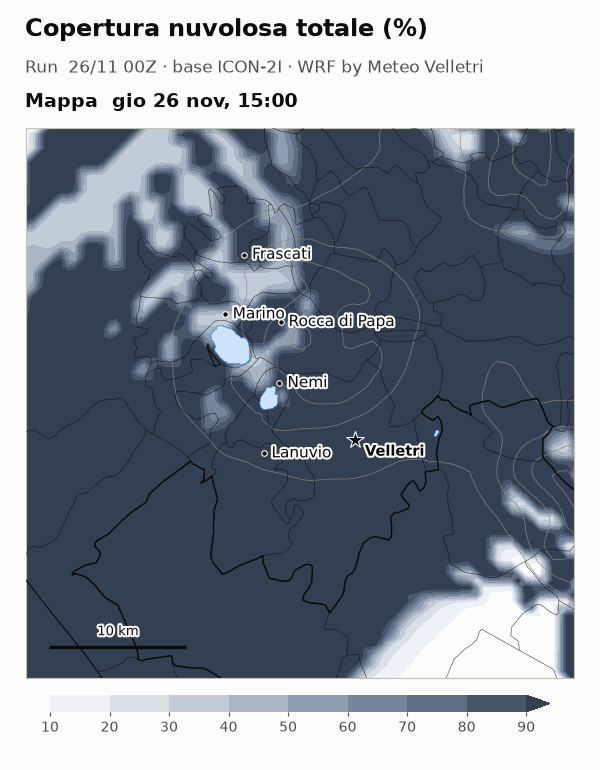 Copertura nuvolosa totale (%)
Run  26/11 00Z · base ICON-2I · WRF by Meteo Velletri
Mappa  gio 26 nov, 15:00
Frascati
Marino
Rocca di Papa
Nemi
Velletri
Lanuvio
10 km
10 20 30 40 50 60 70 80 90